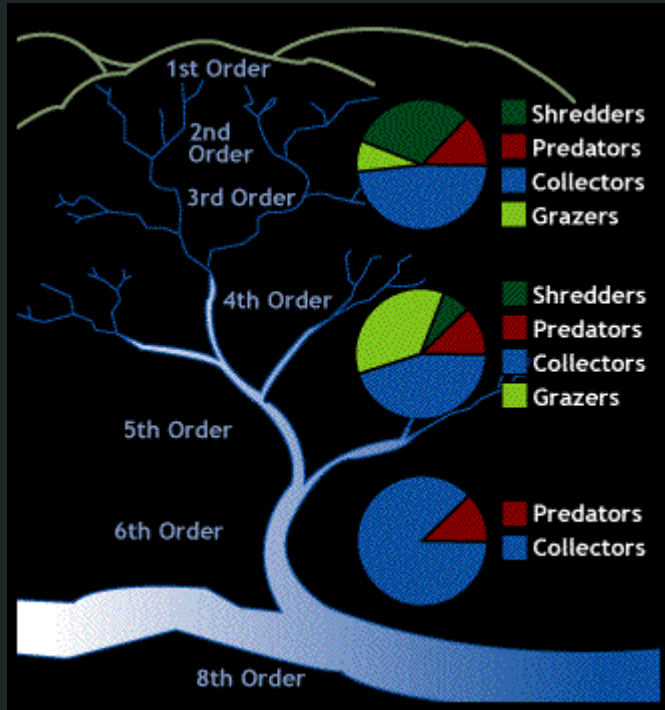 1st Order
2nd
Order
3rd Order
Shredders
Predators
Collectors
Grazers
4th Order
Shredders
Predators
Collectors
Grazers
5th Order
6th Order
Predators
Collectors
8th Order